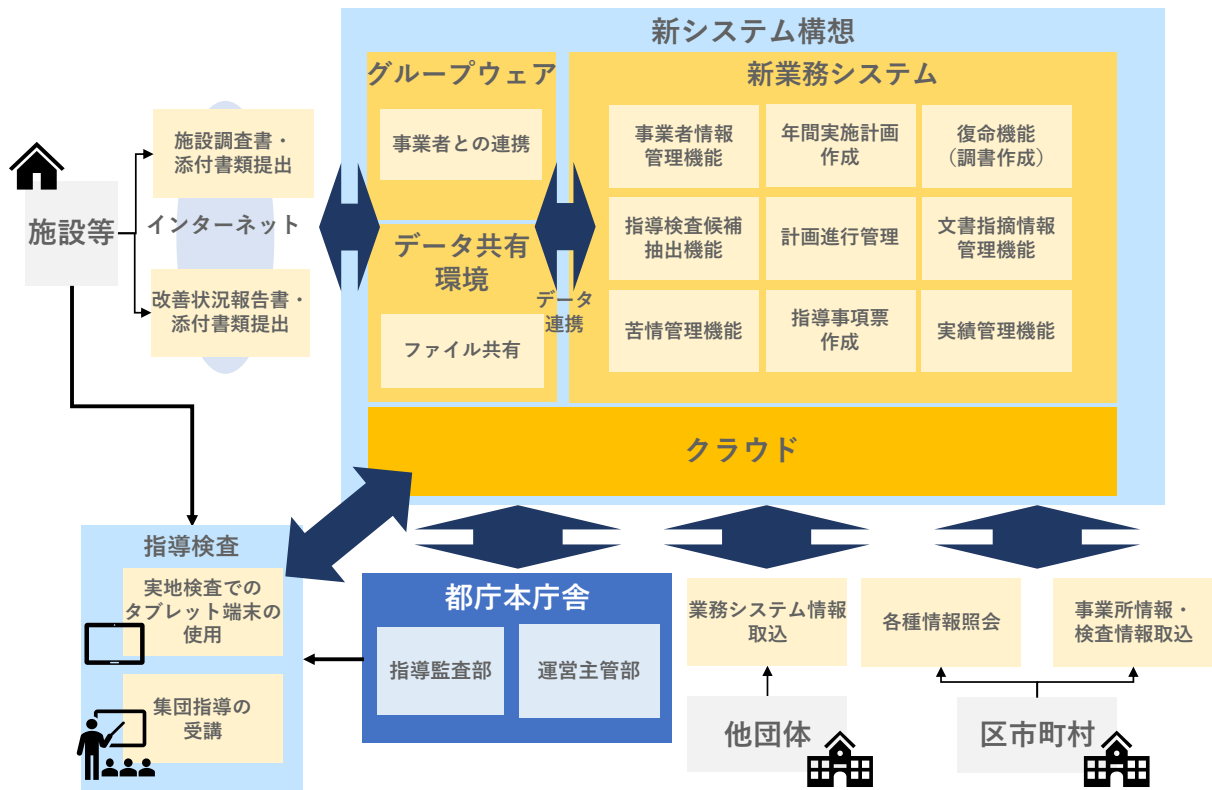 新システム構想
グループウェア
事業者との連携
データ共有
環境
ファイル共有
データ
連携
新業務システム
事業者情報
管理機能
年間実施計画
作成
復命機能
（調書作成）
指導検査候補
抽出機能
計画進行管理
文書指摘情報
管理機能
苦情管理機能
指導事項票
作成
実績管理機能
クラウド
施設等
施設調査書・
添付書類提出
インターネット
改善状況報告書・
添付書類提出
指導検査
実地検査での
タブレット端末の
使用
集団指導の
受講
都庁本庁舎
指導監査部
運営主管部
業務システム情報
取込
他団体
各種情報照会
事業所情報・
検査情報取込
区市町村